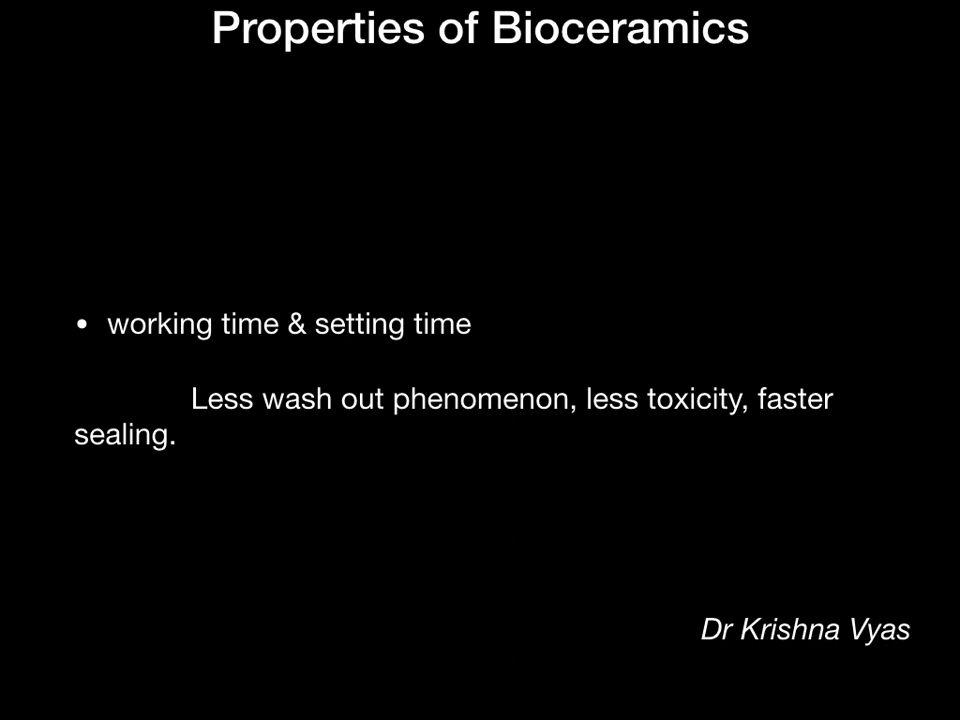 Properties of Bioceramics
• working time & setting time
Less wash out phenomenon, less toxicity, faster
sealing.
Dr Krishna Vyas